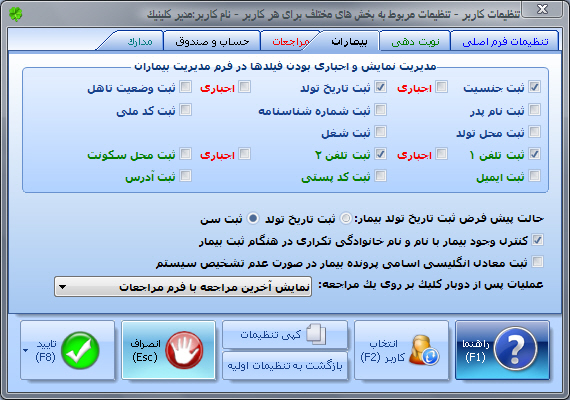 تنظیمات کاربر - تنظیمات مربوط به بخش های مختلف برای هر کاربر - نام کاربر:مدیر کلینیك
تنظیمات فرم اصلی نوبت دهی بیماران مراجعات حساب و صندوق مدارك
مدیریت نمایش و اجباری بودن فیلدها در فرم مدیریت بیماران
ثبت جنسیت اجباری ثبت تاریخ تولد اجباری ثبت وضعیت تاهل
ثبت نام پدر ثبت شماره شناسنامه ثبت کد ملی
ثبت محل تولد ثبت شغل
ثبت تلفن ۱ اجباری ثبت تلفن ۲ اجباری ثبت محل سکونت
ثبت ایمیل ثبت کد پستی ثبت آدرس
حالت پیش فرض ثبت تاریخ تولد بیمار: ثبت تاریخ تولد ثبت سن
کنترل وجود بیمار با نام و نام خانوادگی تکراری در هنگام ثبت بیمار
ثبت معادل انگلیسی اسامی پرونده بیمار در صورت عدم تشخیص سیستم
عملیات پس از دوبار کلیك بر روی یك مراجعه: نمایش آخرین مراجعه با فرم مراجعات
راهنما (F1)
انتخاب کاربر (F2)
کپی تنظیمات
بازگشت به تنظیمات اولیه
انصراف (Esc)
تایید (F8)